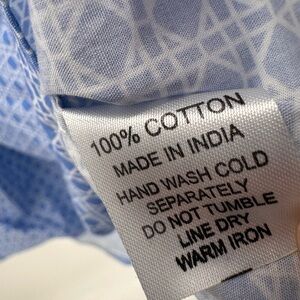 100% COTTON
MADE IN INDIA
HAND WASH COLD
SEPARATELY
DO NOT TUMBLE
LINE DRY
WARM IRON